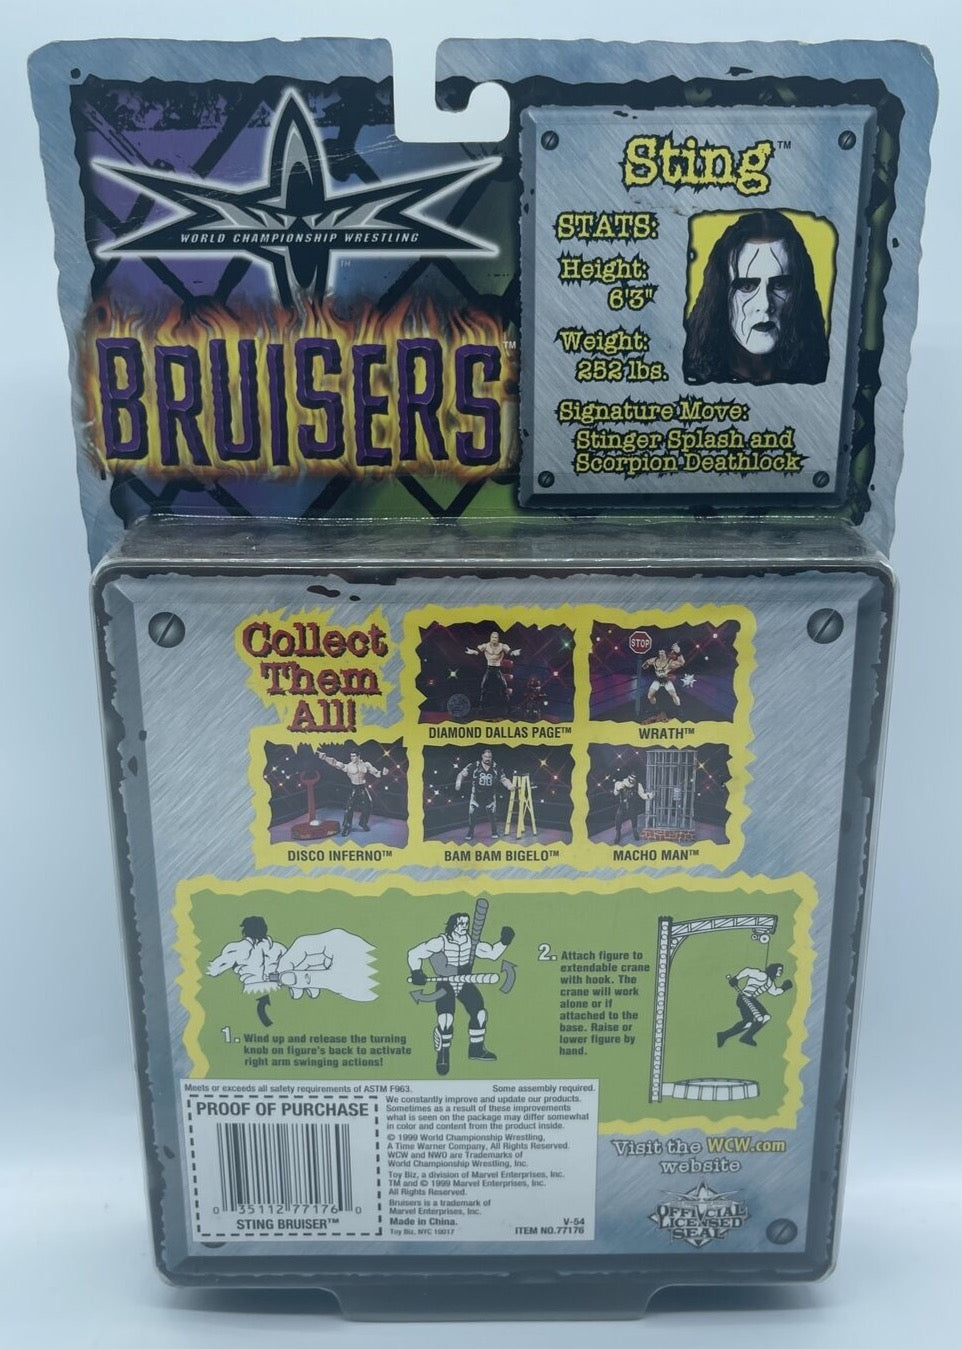 WORLD CHAMPIONSHIP WRESTLING
TM
BRUISERS™
Sting™
STATS:
Height:
6'3"
Weight:
252 lbs.
Signature Move:
Stinger Splash and
Scorpion Deathlock
Collect
Them
All!
STOP
DIAMOND DALLAS PAGE™
WRATH™
DISCO INFERNO™
BAM BAM BIGELO™
MACHO MAN™
1. Wind up and release the turning
knob on figure's back to activate
right arm swinging actions!
2. Attach figure to
extendable crane
with hook. The
crane will work
alone or if
attached to the
base. Raise or
lower figure by
hand.
Meets or exceeds all safety requirements of ASTM F963.
Some assembly required.
PROOF OF PURCHASE
0 35112 77176 0
STING BRUISER™
We constantly improve and update our products.
Sometimes as a result of these improvements
what is seen on the package may differ somewhat
in color and content from the product inside.
© 1999 World Championship Wrestling,
A Time Warner Company, All Rights Reserved.
WCW and NWO are Trademarks of
World Championship Wrestling, Inc.
Toy Biz, a division of Marvel Enterprises, Inc.
TM and © 1999 Marvel Enterprises, Inc.
All Rights Reserved.
Bruisers is a trademark of
Marvel Enterprises, Inc.
Made in China.
V-54
Toy Biz, NYC 10017
ITEM NO.77176
Visit the WCW.com
website
OFFICIAL
LICENSED
SEAL